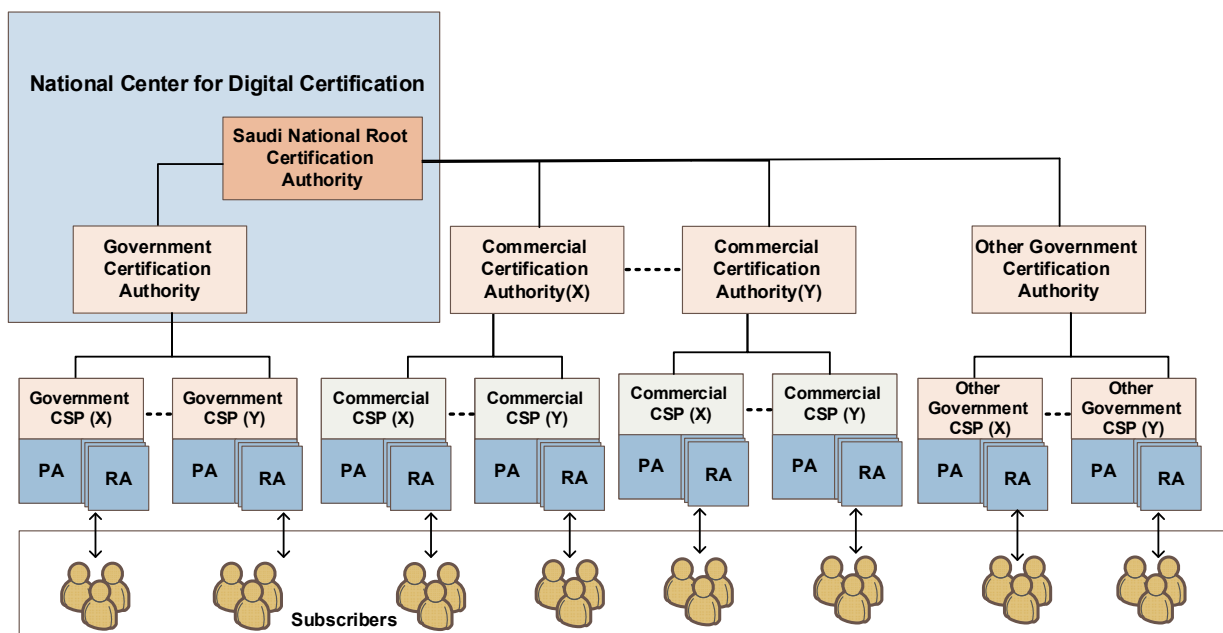 National Center for Digital Certification
Saudi National Root
Certification
Authority
Government
Certification
Authority
Commercial
Certification
Authority(X)
Commercial
Certification
Authority(Y)
Other Government
Certification
Authority
Government
CSP (X)
Government
CSP (Y)
Commercial
CSP (X)
Commercial
CSP (Y)
Commercial
CSP (X)
Commercial
CSP (Y)
Other
Government
CSP (X)
Other
Government
CSP (Y)
PA
RA
PA
RA
PA
RA
PA
RA
PA
RA
PA
RA
PA
RA
PA
RA
Subscribers